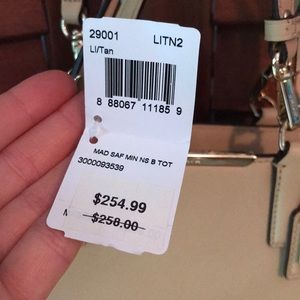 29001 LITN2
LI/Tan
8 88067 11185 9
MAD SAF MIN NS B TOT
3000093539
$254.99
$258.00